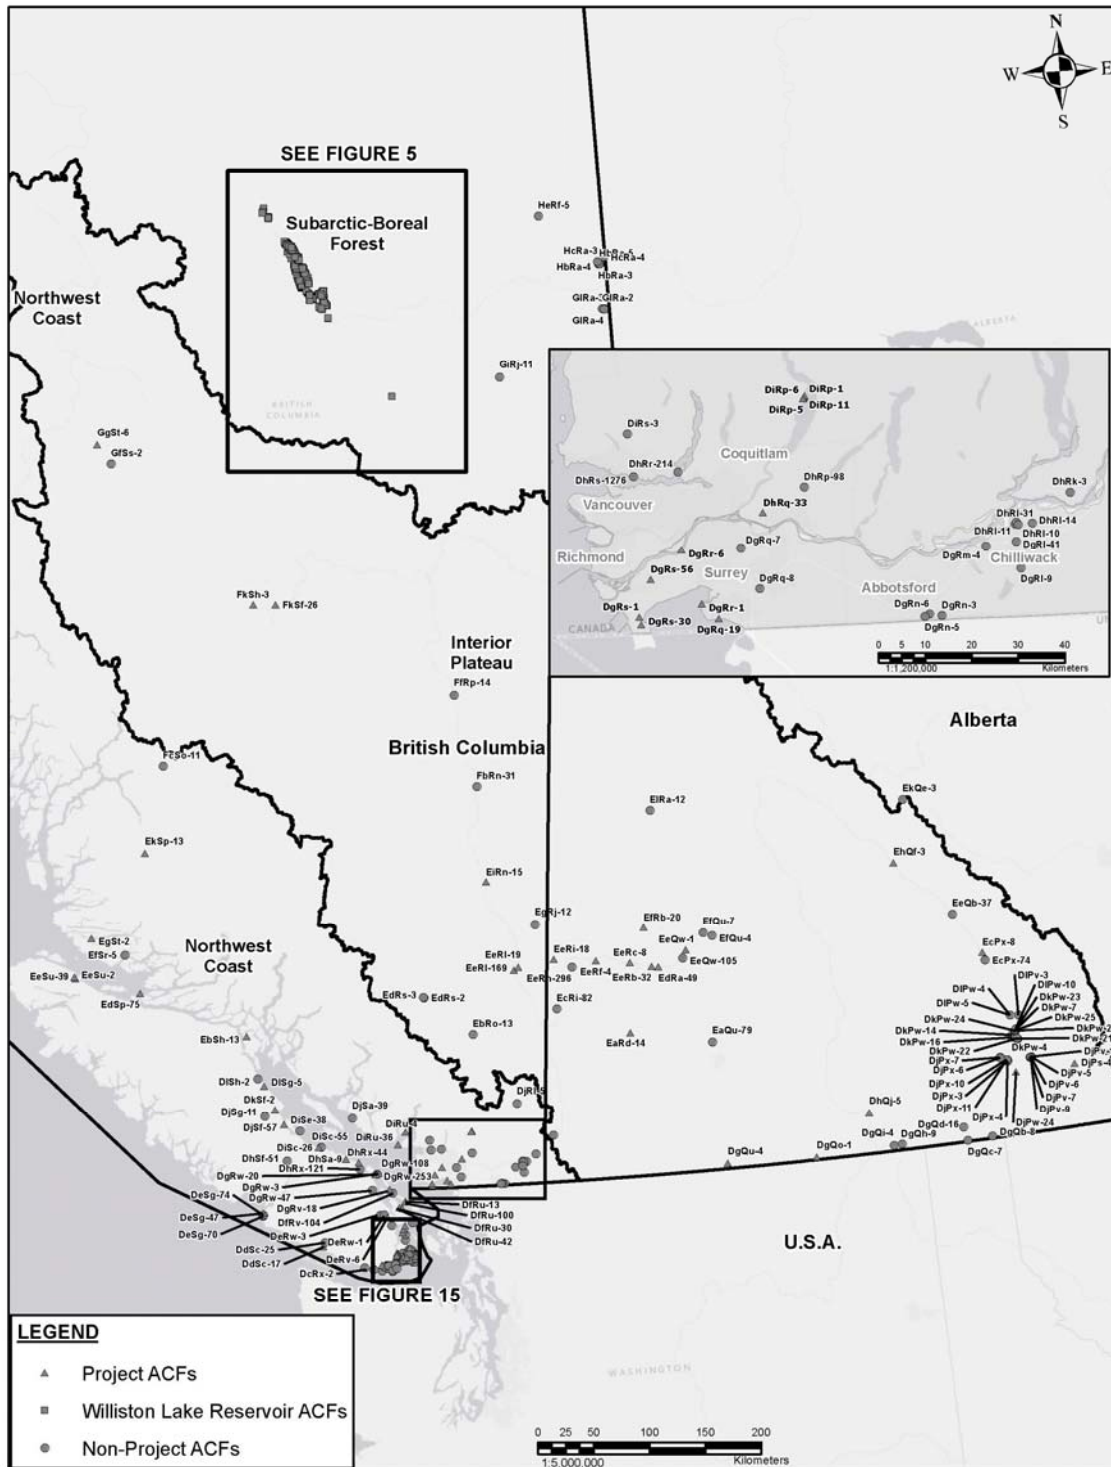 N
W
E
S
SEE FIGURE 5
Subarctic-Boreal
Forest
HeRf-5
HcRa-3
HcRa-4
HbRa-4
HbRa-3
Northwest
Coast
GlRa-2
GlRa-4
ALBERTA
GiRj-11
BRITISH
COLUMBIA
GgSt-6
GfSs-2
DiRp-6
DiRp-1
DiRp-5
DiRp-11
DiRs-3
Coquitlam
DhRr-214
DhRs-1276
DhRp-98
DhRk-3
Vancouver
DhRq-33
DhRl-31
DhRl-14
DhRl-11
DhRl-10
DgRl-41
DgRm-4
Chilliwack
Richmond
DgRr-6
DgRq-7
DgRs-56
Surrey
DgRq-8
DgRl-9
Abbotsford
DgRn-6
DgRn-3
DgRn-5
DgRs-1
DgRr-1
DgRs-30
DgRq-19
CANADA
0 5 10 20 30 40
1:1,200,000
Kilometers
FkSh-3
FkSf-26
Interior
Plateau
FfRp-14
Alberta
British Columbia
FcSo-11
FbRn-31
ElRa-12
EkQe-3
EkSp-13
EhQf-3
EiRn-15
EgRj-12
EfRb-20
EfQu-7
EfQu-4
EeQb-37
Northwest
Coast
EgSt-2
EfSr-5
EeSu-39
EeSu-2
EdSp-75
EeRl-19
EeRl-169
EeRi-18
EeRh-296
EeRf-4
EeRc-8
EeQw-1
EeQw-105
EeRb-32
EdRa-49
EcPx-8
EcPx-74
EdRs-3
EdRs-2
EcRi-82
EbRo-13
EbSh-13
EaRd-14
EaQu-79
DlPv-3
DlPw-4
DlPw-10
DlPw-5
DkPw-23
DkPw-7
DkPw-24
DkPw-25
DkPw-14
DkPw-16
DkPw-21
DkPw-22
DkPw-4
DjPx-7
DjPx-6
DjPv-5
DjPx-10
DjPv-6
DjPx-3
DjPv-7
DjPx-11
DjPv-9
DjPx-4
DjPw-24
DlSh-2
DlSg-5
DkSf-2
DjSg-11
DjSf-57
DjSa-39
DjRl-5
DiSe-38
DiRu-4
DiSc-55
DiRu-36
DiSc-26
DhRx-44
DhSf-51
DhSa-9
DhRx-121
DgRw-108
DgRw-20
DgRw-253
DgRw-3
DgRw-47
DeSg-74
DgRv-18
DeSg-47
DfRv-104
DeSg-70
DeRw-3
DfRu-13
DfRu-100
DfRu-30
DfRu-42
DeRw-1
DdSc-25
DeRv-6
DdSc-17
DcRx-2
SEE FIGURE 15
DhQj-5
DgQd-16
DgQi-4
DgQh-9
DgQb-8
DgQo-1
DgQc-7
DgQu-4
U.S.A.
WASHINGTON
LEGEND
Project ACFs
Williston Lake Reservoir ACFs
Non-Project ACFs
0 25 50 100 150 200
1:5,000,000
Kilometers